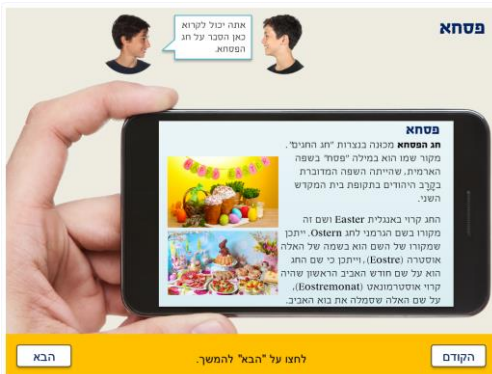 פסחא
אתה יכול לקרוא
כאן הסבר על חג
הפסחא.
פסחא
חג הפסחא מכונה בנצרות "חג החגים".
מקור שמו הוא במילה "פסח" בשפה
הארמית, שהייתה השפה המדוברת
בקֶרֶב היהודים בתקופת בית המקדש
השני.
החג קרוי באנגלית Easter ושם זה
מקורו בשם הגרמני לחג Ostern. ייתכן
שמקורו של השם הוא בשמה של האלה
אוסטרה (Eostre), וייתכן כי שם החג
הוא על שם חודש האביב הראשון שהיה
קרוי אוסטרמונאט (Eostremonat),
על שם האלה שסמלה את בוא האביב.
הקודם
לחצו על "הבא" להמשך.
הבא